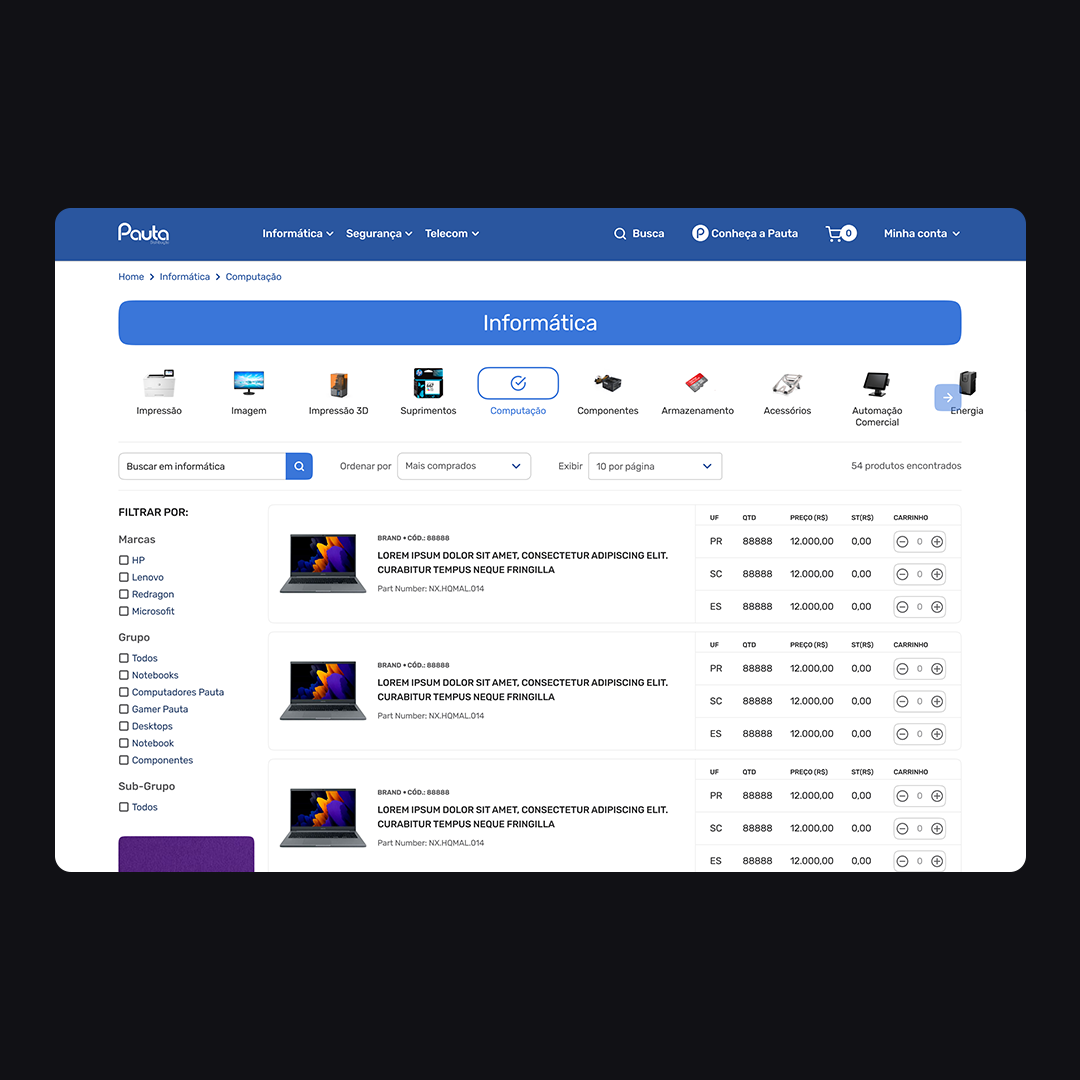 Pauta
Informática Segurança Telecom Busca Conheça a Pauta 0 Minha conta
Home Informática Computação
Informática
Impressão Imagem Impressão 3D Suprimentos Computação Componentes Armazenamento Acessórios Automação Comercial Energia
Buscar em informática Ordenar por Mais comprados Exibir 10 por página 54 produtos encontrados
FILTRAR POR:
Marcas
HP
Lenovo
Redragon
Microsofit
Grupo
Todos
Notebooks
Computadores Pauta
Gamer Pauta
Desktops
Notebook
Componentes
Sub-Grupo
Todos
BRAND • CÓD.: 88888
LOREM IPSUM DOLOR SIT AMET, CONSECTETUR ADIPISCING ELIT.
CURABITUR TEMPUS NEQUE FRINGILLA
Part Number: NX.HQMAL.014
UF QTD PREÇO (R$) ST(R$) CARRINHO
PR 88888 12.000,00 0,00 0
SC 88888 12.000,00 0,00 0
ES 88888 12.000,00 0,00 0
BRAND • CÓD.: 88888
LOREM IPSUM DOLOR SIT AMET, CONSECTETUR ADIPISCING ELIT.
CURABITUR TEMPUS NEQUE FRINGILLA
Part Number: NX.HQMAL.014
UF QTD PREÇO (R$) ST(R$) CARRINHO
PR 88888 12.000,00 0,00 0
SC 88888 12.000,00 0,00 0
ES 88888 12.000,00 0,00 0
BRAND • CÓD.: 88888
LOREM IPSUM DOLOR SIT AMET, CONSECTETUR ADIPISCING ELIT.
CURABITUR TEMPUS NEQUE FRINGILLA
Part Number: NX.HQMAL.014
UF QTD PREÇO (R$) ST(R$) CARRINHO
PR 88888 12.000,00 0,00 0
SC 88888 12.000,00 0,00 0
ES 88888 12.000,00 0,00 0